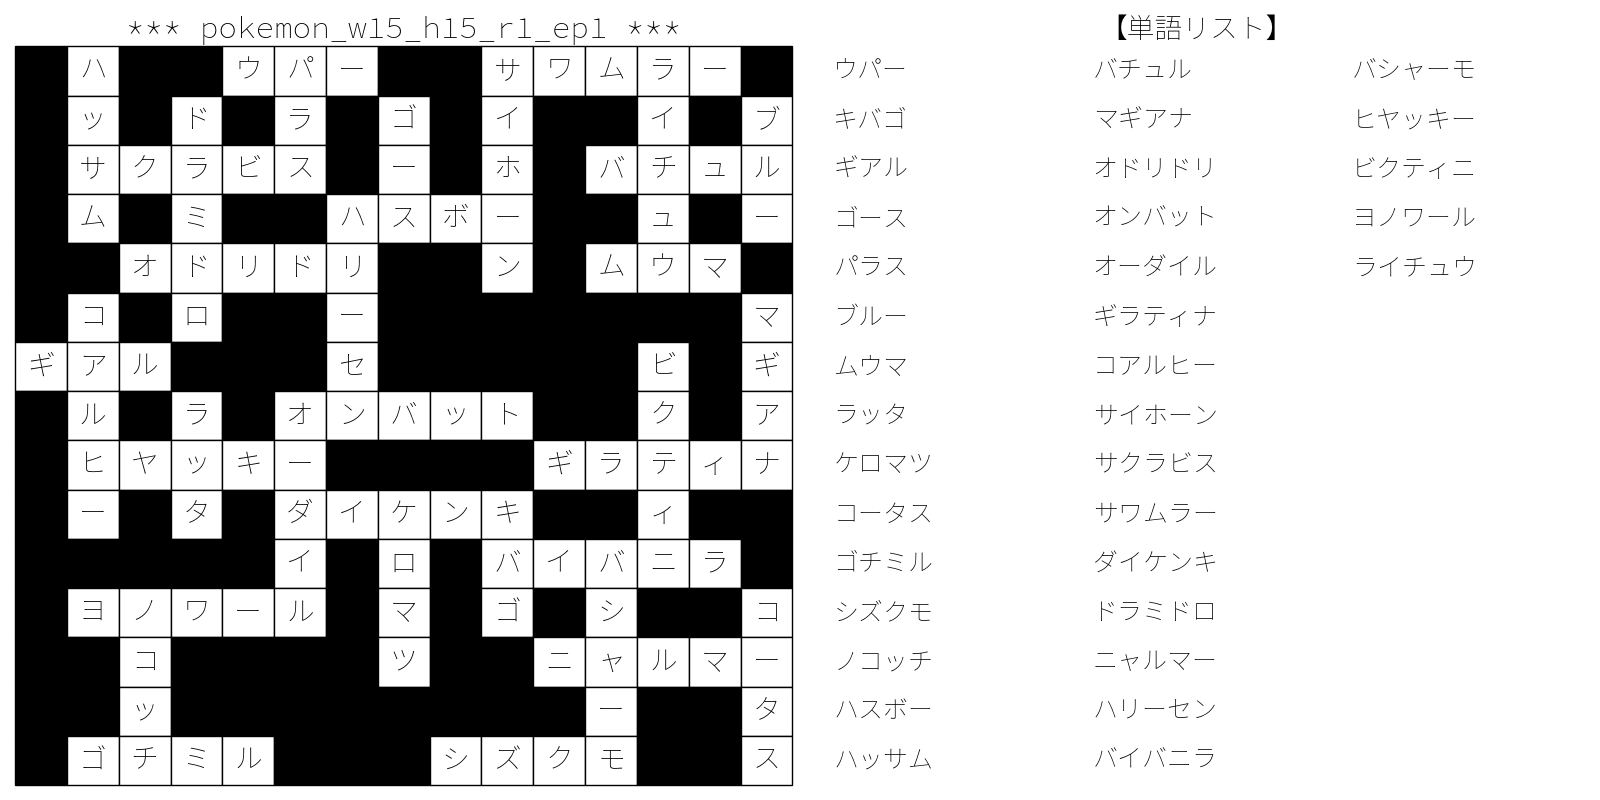 *** pokemon_w15_h15_r1_ep1 ***
【単語リスト】
ハ ウパー サワムラー
ッ ド ラ ゴ イ イ ブ
サクラビス ー ホ バチュル
ム ミ ハスボー ュ ー
オドリドリ ン ムウマ
コ ロ ー マ
ギアル セ ビ ギ
ル ラ オンバット ク ア
ヒヤッキー ギラティナ
ー タ ダイケンキ ィ
イ ロ バイバニラ
ヨノワール マ ゴ シ コ
コ ツ ニャルマー
ッ ー タ
ゴチミル シズクモ ス
ウパー
キバゴ
ギアル
ゴース
パラス
ブルー
ムウマ
ラッタ
ケロマツ
コータス
ゴチミル
シズクモ
ノコッチ
ハスボー
ハッサム
バチュル
マギアナ
オドリドリ
オンバット
オーダイル
ギラティナ
コアルヒー
サイホーン
サクラビス
サワムラー
ダイケンキ
ドラミドロ
ニャルマー
ハリーセン
バイバニラ
バシャーモ
ヒヤッキー
ビクティニ
ヨノワール
ライチュウ